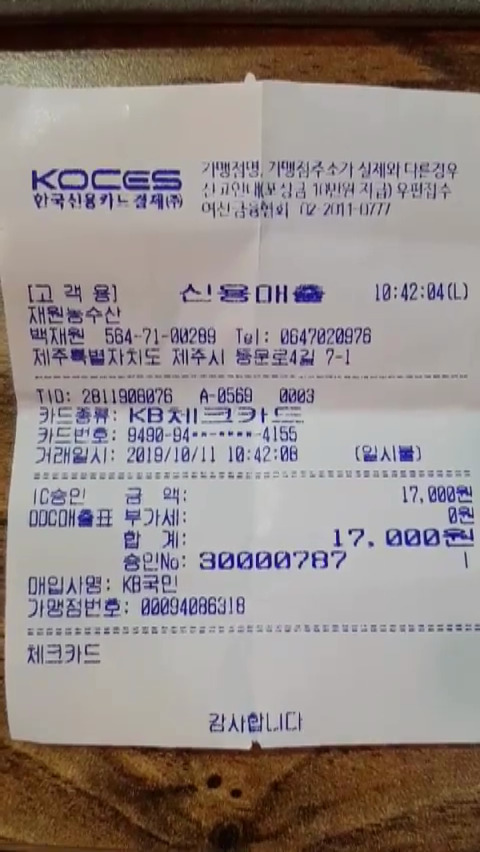 KOCES
한국신용카드결제(주)
가맹점명, 가맹점주소가 실제와 다른경우
신고안내(포상금 10만원 지급) 우편접수
여신금융협회 02-2011-0777
[고 객 용] 신용매출 10:42:04(L)
재원농수산
백재원 564-71-00289 Tel: 0647020976
제주특별자치도 제주시 동문로4길 7-1
TID: 2811908076 A-0569 0003
카드종류: KB체크카드
카드번호: 9490-94**-****-4155
거래일시: 2019/10/11 10:42:08 (일시불)
IC승인 금 액: 17,000원
DDC매출표 부가세: 0원
합 계: 17,000원
승인No: 30000787
매입사명: KB국민
가맹점번호: 00094086318
체크카드
감사합니다